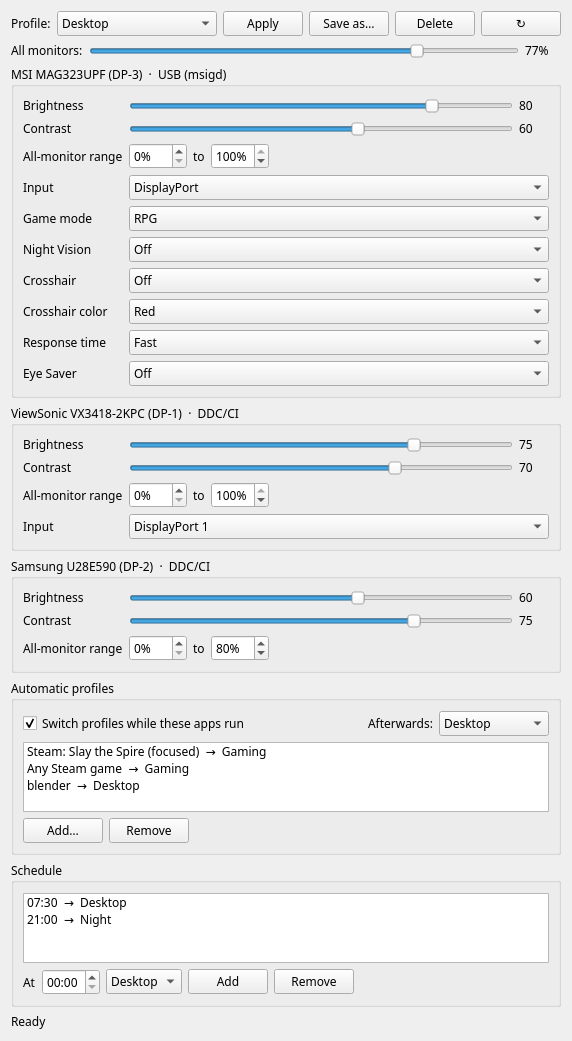 Profile: Desktop Apply Save as... Delete ↻
All monitors: 77%
MSI MAG323UPF (DP-3) · USB (msigd)
Brightness 80
Contrast 60
All-monitor range 0% to 100%
Input DisplayPort
Game mode RPG
Night Vision Off
Crosshair Off
Crosshair color Red
Response time Fast
Eye Saver Off
ViewSonic VX3418-2KPC (DP-1) · DDC/CI
Brightness 75
Contrast 70
All-monitor range 0% to 100%
Input DisplayPort 1
Samsung U28E590 (DP-2) · DDC/CI
Brightness 60
Contrast 75
All-monitor range 0% to 80%
Automatic profiles
Switch profiles while these apps run Afterwards: Desktop
Steam: Slay the Spire (focused) → Gaming
Any Steam game → Gaming
blender → Desktop
Add... Remove
Schedule
07:30 → Desktop
21:00 → Night
At 00:00 Desktop Add Remove
Ready